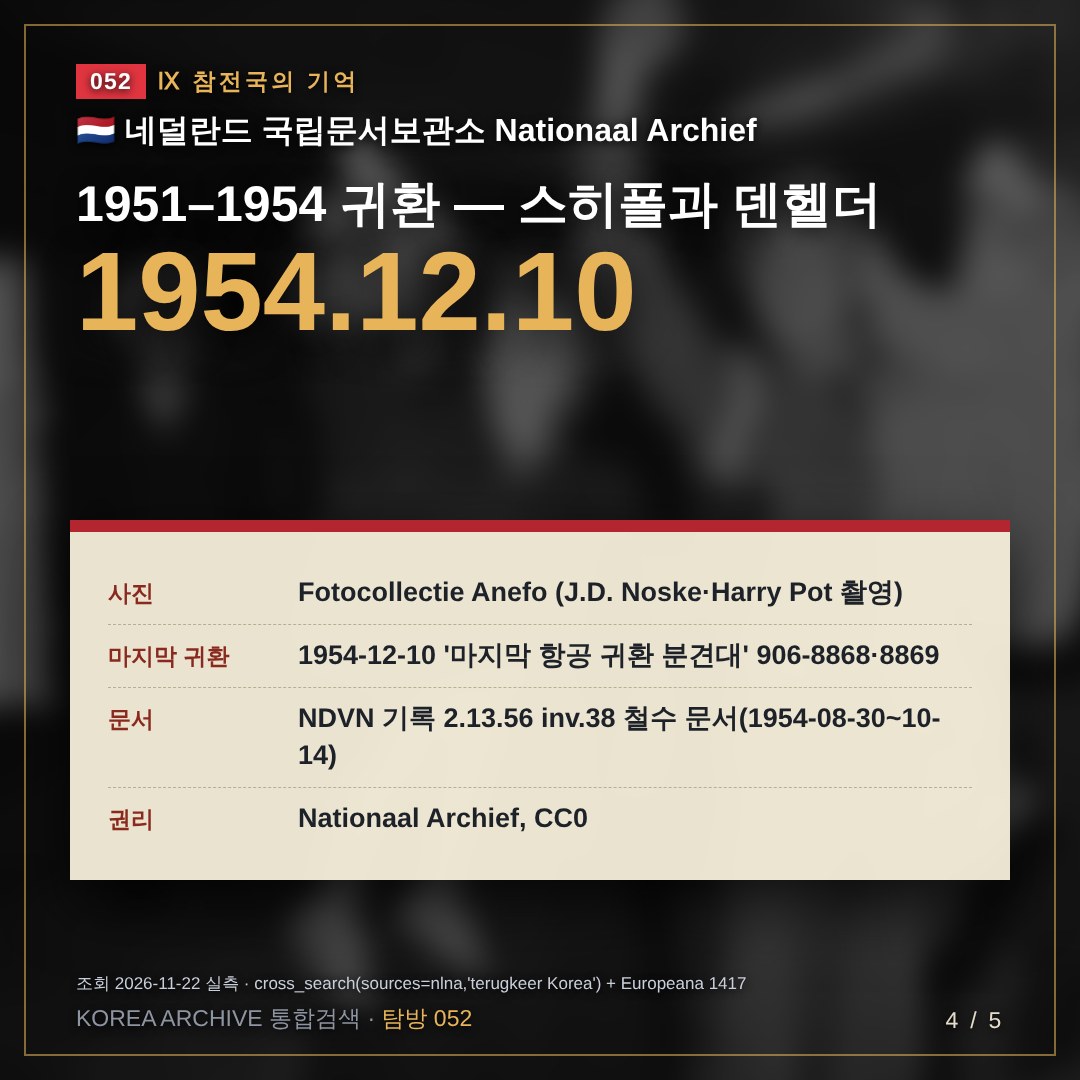 052 Ⅸ 참전국의 기억
🇳🇱 네덜란드 국립문서보관소 Nationaal Archief
1951–1954 귀환 — 스히폴과 덴헬더
1954.12.10
사진 Fotocollectie Anefo (J.D. Noske·Harry Pot 촬영)
마지막 귀환 1954-12-10 '마지막 항공 귀환 분견대' 906-8868·8869
문서 NDVN 기록 2.13.56 inv.38 철수 문서(1954-08-30~10-
14)
권리 Nationaal Archief, CC0
조회 2026-11-22 실측 · cross_search(sources=nlna,'terugkeer Korea') + Europeana 1417
KOREA ARCHIVE 통합검색 · 탐방 052
4 / 5